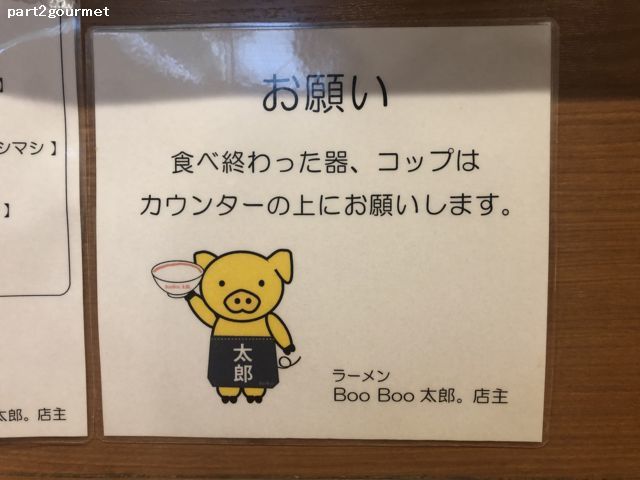 part2gourmet
】
シマシ】
】
太郎。店主
お願い
食べ終わった器、コップは
カウンターの上にお願いします。
太
郎
ラーメン
Boo Boo 太郎。店主